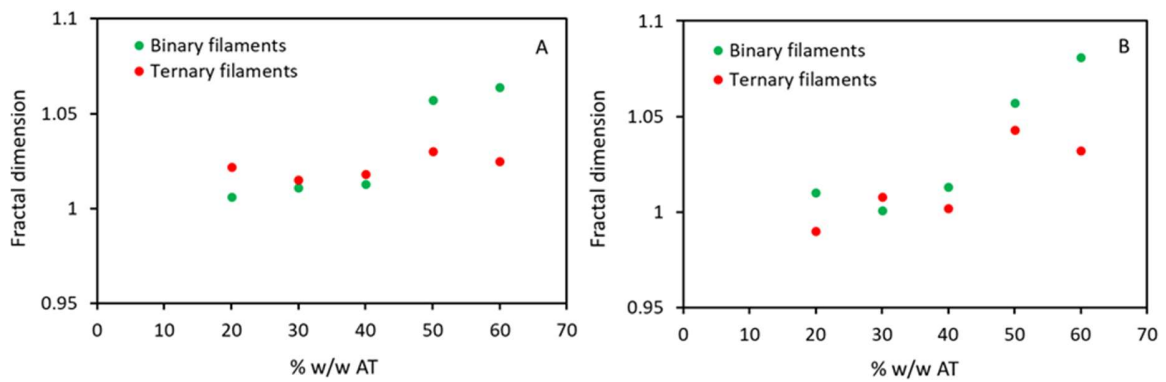 1.1
Binary filaments
A
Ternary filaments
1.05
Fractal dimension
1
0.95
0 10 20 30 40 50 60 70
% w/w AT
1.1
Binary filaments
B
Ternary filaments
1.05
Fractal dimension
1
0.95
0 10 20 30 40 50 60 70
% w/w AT